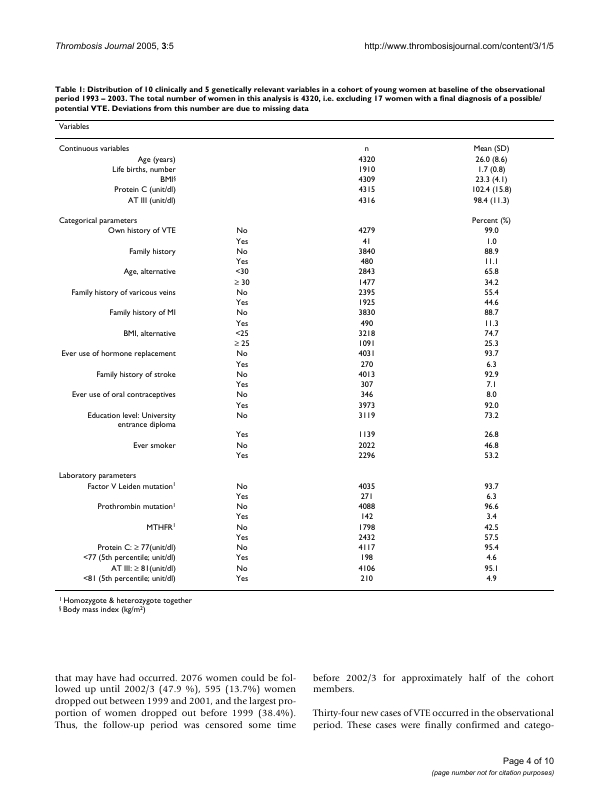 Thrombosis Journal 2005, 3:5 http://www.thrombosisjournal.com/content/3/1/5
Table 1: Distribution of 10 clinically and 5 genetically relevant variables in a cohort of young women at baseline of the observational
period 1993 – 2003. The total number of women in this analysis is 4320, i.e. excluding 17 women with a final diagnosis of a possible/
potential VTE. Deviations from this number are due to missing data
Variables
Continuous variables n Mean (SD)
Age (years) 4320 26.0 (8.6)
Life births, number 1910 1.7 (0.8)
BMI§ 4309 23.3 (4.1)
Protein C (unit/dl) 4315 102.4 (15.8)
AT III (unit/dl) 4316 98.4 (11.3)
Categorical parameters Percent (%)
Own history of VTE No 4279 99.0
Yes 41 1.0
Family history No 3840 88.9
Yes 480 11.1
Age, alternative <30 2843 65.8
≥ 30 1477 34.2
Family history of varicous veins No 2395 55.4
Yes 1925 44.6
Family history of MI No 3830 88.7
Yes 490 11.3
BMI, alternative <25 3218 74.7
≥ 25 1091 25.3
Ever use of hormone replacement No 4031 93.7
Yes 270 6.3
Family history of stroke No 4013 92.9
Yes 307 7.1
Ever use of oral contraceptives No 346 8.0
Yes 3973 92.0
Education level: University No 3119 73.2
entrance diploma
Yes 1139 26.8
Ever smoker No 2022 46.8
Yes 2296 53.2
Laboratory parameters
Factor V Leiden mutation¹ No 4035 93.7
Yes 271 6.3
Prothrombin mutation¹ No 4088 96.6
Yes 142 3.4
MTHFR¹ No 1798 42.5
Yes 2432 57.5
Protein C: ≥ 77(unit/dl) No 4117 95.4
<77 (5th percentile; unit/dl) Yes 198 4.6
AT III: ≥ 81(unit/dl) No 4106 95.1
<81 (5th percentile; unit/dl) Yes 210 4.9
¹ Homozygote & heterozygote together
§ Body mass index (kg/m²)
that may have had occurred. 2076 women could be fol-
lowed up until 2002/3 (47.9 %), 595 (13.7%) women
dropped out between 1999 and 2001, and the largest pro-
portion of women dropped out before 1999 (38.4%).
Thus, the follow-up period was censored some time
before 2002/3 for approximately half of the cohort
members.
Thirty-four new cases of VTE occurred in the observational
period. These cases were finally confirmed and catego-
Page 4 of 10
(page number not for citation purposes)